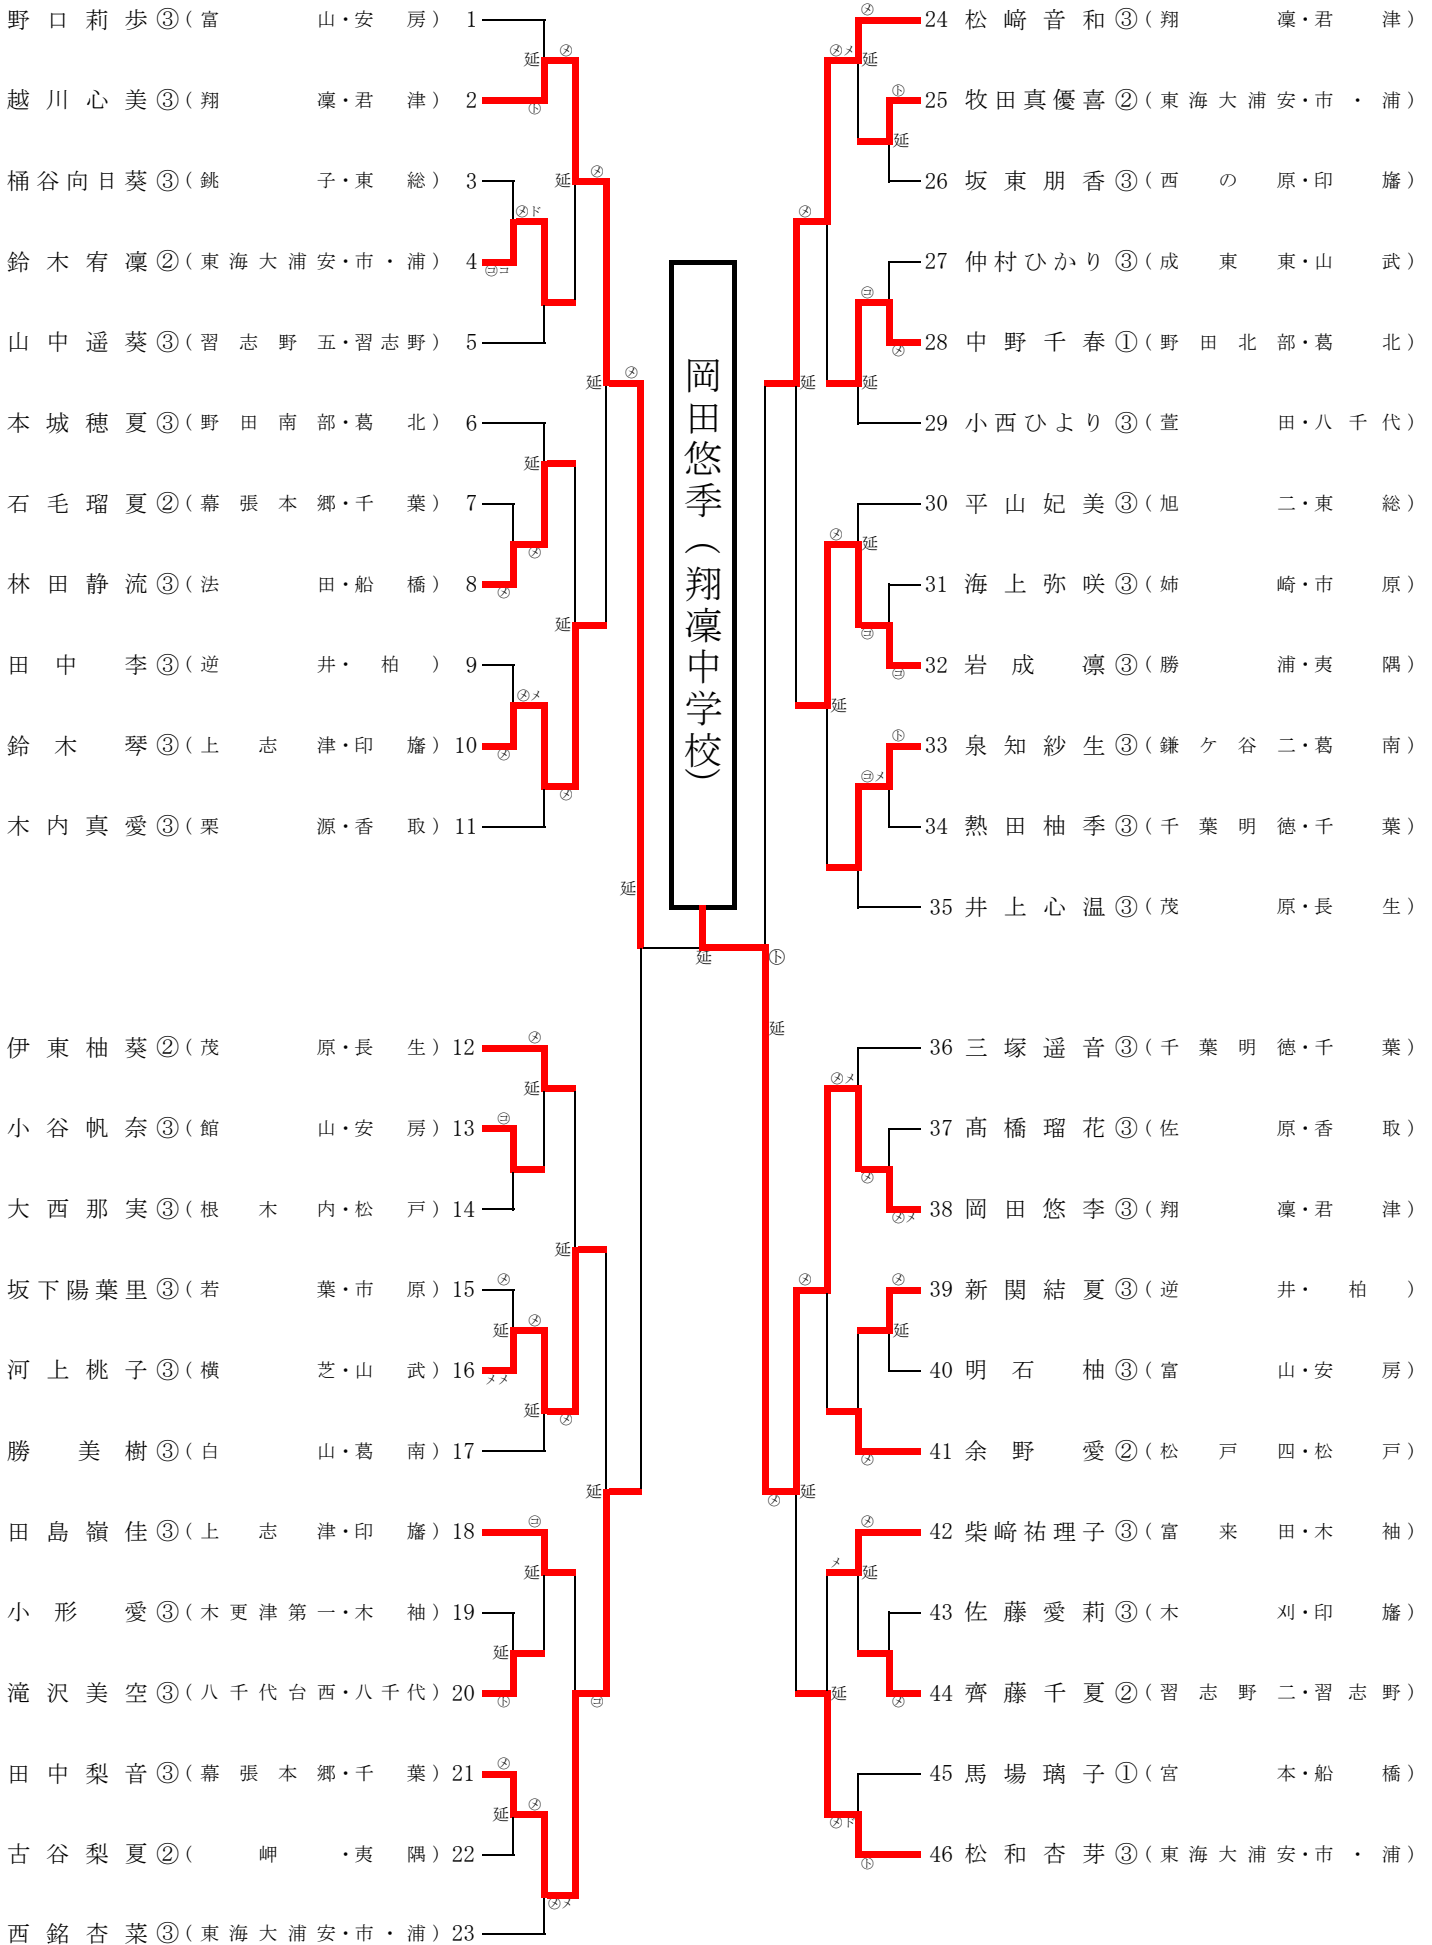 野口莉歩③(富山・安房) 1
越川心美③(翔凜・君津) 2
桶谷向日葵③(銚子・東総) 3
鈴木宥凜②(東海大浦安・市・浦) 4
山中遥葵③(習志野五・習志野) 5
本城穂夏③(野田南部・葛北) 6
石毛瑠夏②(幕張本郷・千葉) 7
林田静流③(法田・船橋) 8
田中李③(逆井・柏) 9
鈴木琴③(上志津・印旛) 10
木内真愛③(栗源・香取) 11
伊東柚葵②(茂原・長生) 12
小谷帆奈③(館山・安房) 13
大西那実③(根木内・松戸) 14
坂下陽葉里③(若葉・市原) 15
河上桃子③(横芝・山武) 16
勝美樹③(白山・葛南) 17
田島嶺佳③(上志津・印旛) 18
小形愛③(木更津第一・木袖) 19
滝沢美空③(八千代台西・八千代) 20
田中梨音③(幕張本郷・千葉) 21
古谷梨夏②(岬・夷隅) 22
西銘杏菜③(東海大浦安・市・浦) 23
岡田悠季(翔凜中学校)
延
24 松﨑音和③(翔凜・君津)
25 牧田真優喜②(東海大浦安・市・浦)
26 坂東朋香③(西の原・印旛)
27 仲村ひかり③(成東東・山武)
28 中野千春①(野田北部・葛北)
29 小西ひより③(萱田・八千代)
30 平山妃美③(旭二・東総)
31 海上弥咲③(姉崎・市原)
32 岩成凛③(勝浦・夷隅)
33 泉知紗生③(鎌ケ谷二・葛南)
34 熱田柚季③(千葉明徳・千葉)
35 井上心温③(茂原・長生)
36 三塚遥音③(千葉明徳・千葉)
37 髙橋瑠花③(佐原・香取)
38 岡田悠李③(翔凜・君津)
39 新関結夏③(逆井・柏)
40 明石柚③(富山・安房)
41 余野愛②(松戸四・松戸)
42 柴﨑祐理子③(富来田・木袖)
43 佐藤愛莉③(木刈・印旛)
44 齊藤千夏②(習志野二・習志野)
45 馬場璃子①(宮本・船橋)
46 松和杏芽③(東海大浦安・市・浦)